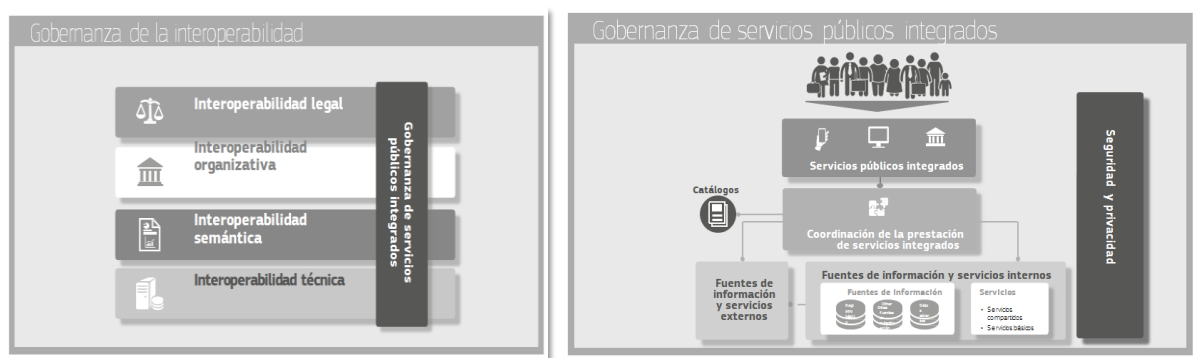 Gobernanza de la interoperabilidad
Interoperabilidad legal
Interoperabilidad
organizativa
Interoperabilidad
semántica
Interoperabilidad técnica
Gobernanza de servicios
públicos integrados
Gobernanza de servicios públicos integrados
Servicios públicos integrados
Catálogos
Coordinación de la prestación
de servicios integrados
Fuentes de
información
y servicios
externos
Fuentes de información y servicios internos
Fuentes de Información
Servicios
• Servicios
compartidos
• Servicios básicos
Seguridad y privacidad